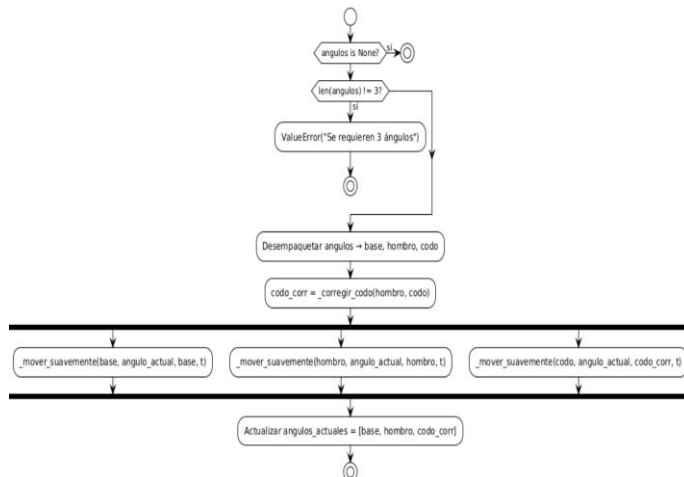 angulos is None?
sí
len(angulos) != 3?
sí
ValueError("Se requieren 3 ángulos")
Desempaquetar angulos → base, hombro, codo
codo_corr = _corregir_codo(hombro, codo)
_mover_suavemente(base, angulo_actual, base, t)
_mover_suavemente(hombro, angulo_actual, hombro, t)
_mover_suavemente(codo, angulo_actual, codo_corr, t)
Actualizar angulos_actuales = [base, hombro, codo_corr]